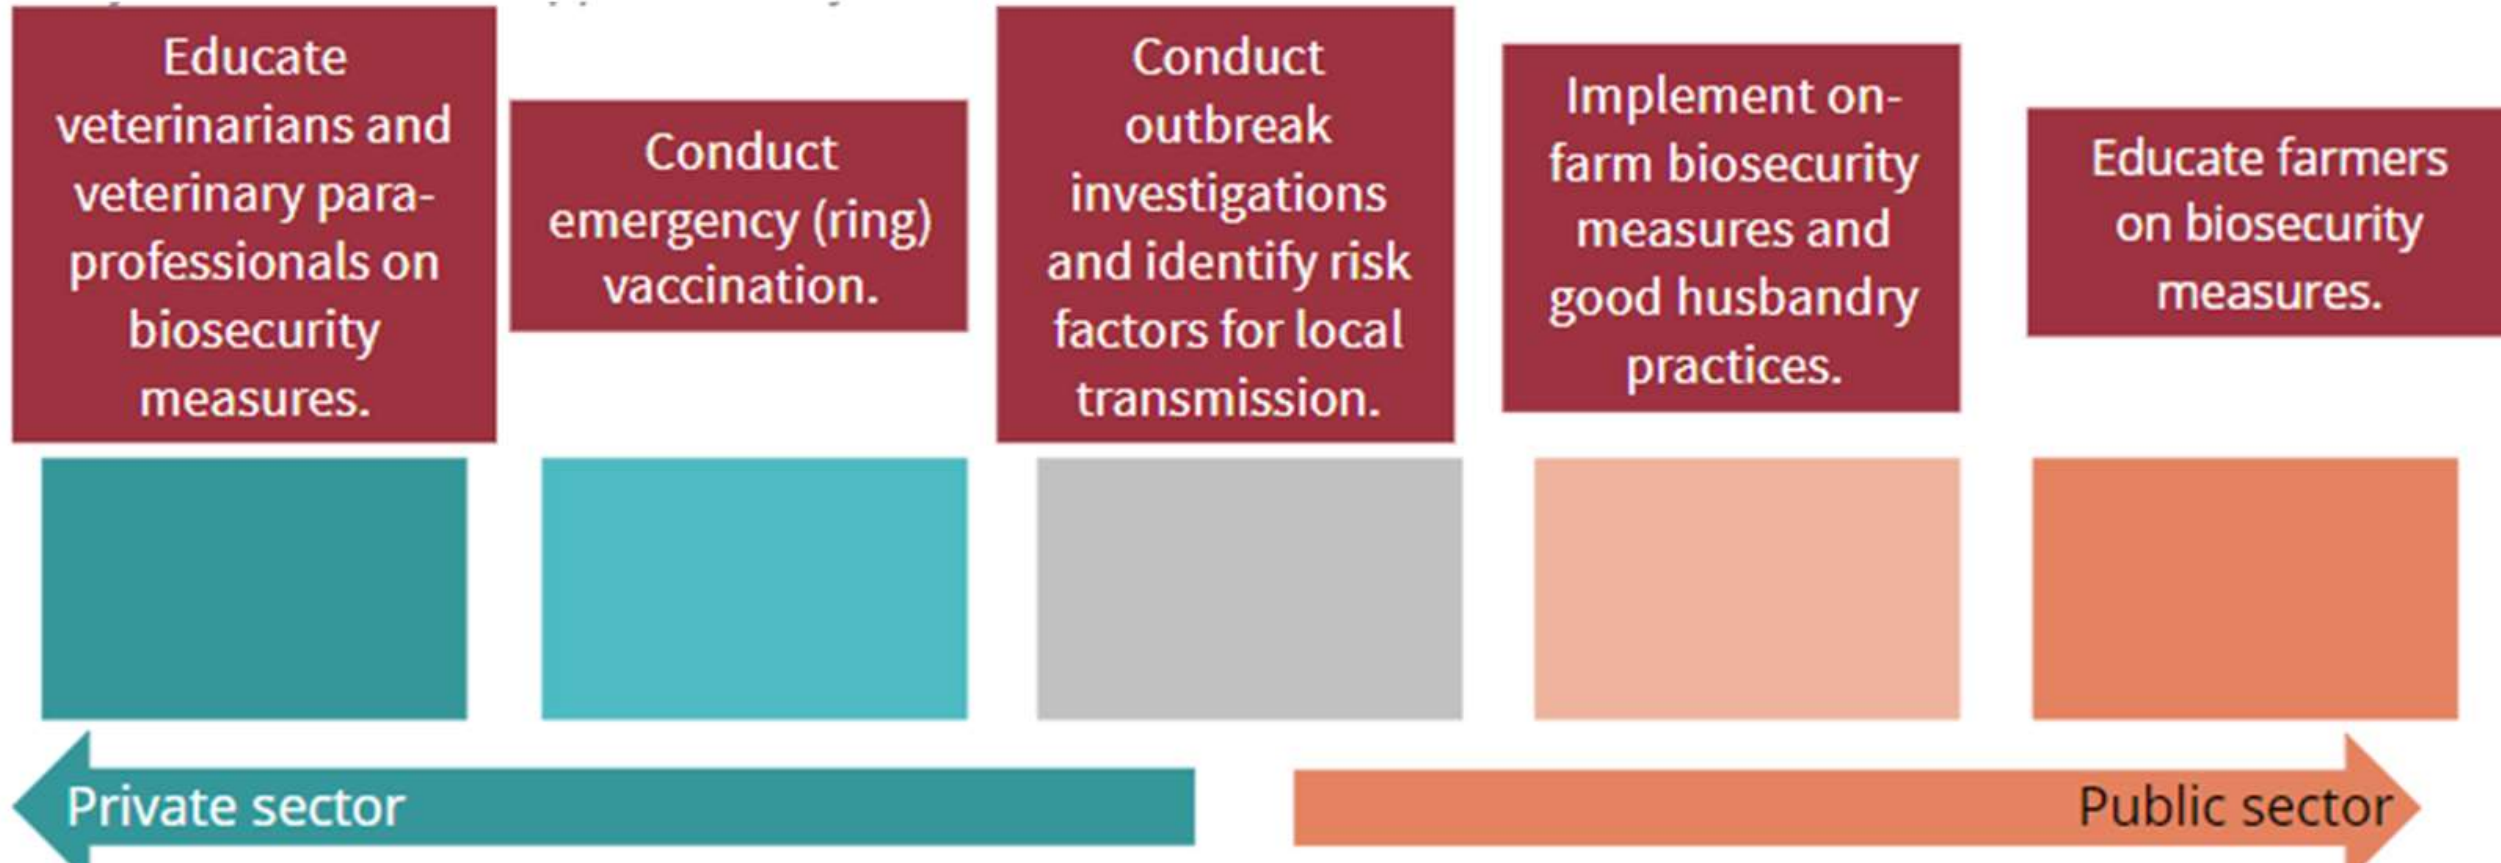 Educate
veterinarians and
veterinary para-
professionals on
biosecurity
measures.
Conduct
emergency (ring)
vaccination.
Conduct
outbreak
investigations
and identify risk
factors for local
transmission.
Implement on-
farm biosecurity
measures and
good husbandry
practices.
Educate farmers
on biosecurity
measures.
Private sector
Public sector